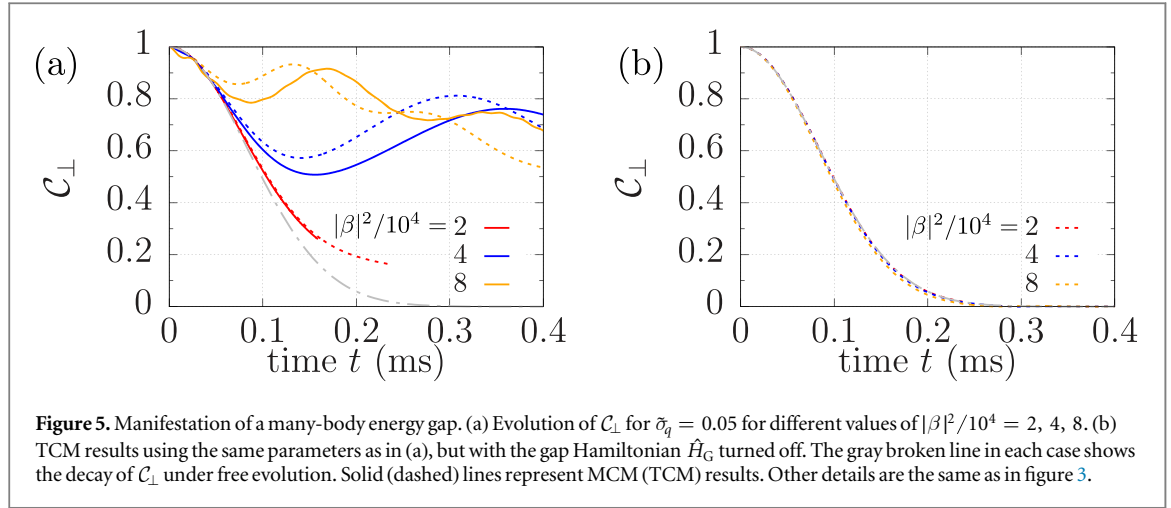 (a)
1
0.8
0.6
0.4
0.2
0
C⊥
|β|²/10⁴ = 2
4
8
0 0.1 0.2 0.3 0.4
time t (ms)
(b)
1
0.8
0.6
0.4
0.2
0
C⊥
|β|²/10⁴ = 2
4
8
0 0.1 0.2 0.3 0.4
time t (ms)
Figure 5. Manifestation of a many-body energy gap. (a) Evolution of C⊥ for σ̃q = 0.05 for different values of |β|²/10⁴ = 2, 4, 8. (b)
TCM results using the same parameters as in (a), but with the gap Hamiltonian ĤG turned off. The gray broken line in each case shows
the decay of C⊥ under free evolution. Solid (dashed) lines represent MCM (TCM) results. Other details are the same as in figure 3.